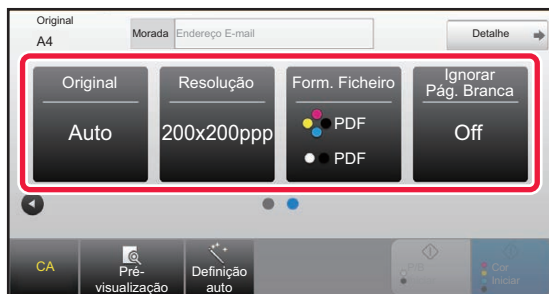 Original
A4
Morada
Endereço E-mail
Detalhe
Original
Auto
Resolução
200x200ppp
Form. Ficheiro
PDF
PDF
Ignorar
Pág. Branca
Off
CA
Pré-
visualização
Definição
auto
P/B
Cor
Iniciar